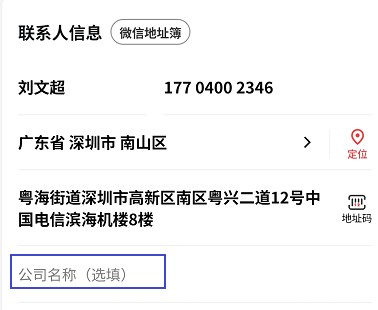 联系人信息 微信地址簿
刘文超 177 0400 2346
广东省 深圳市 南山区
定位
粤海街道深圳市高新区南区粤兴二道12号中
国电信滨海机楼8楼
地址码
公司名称（选填）